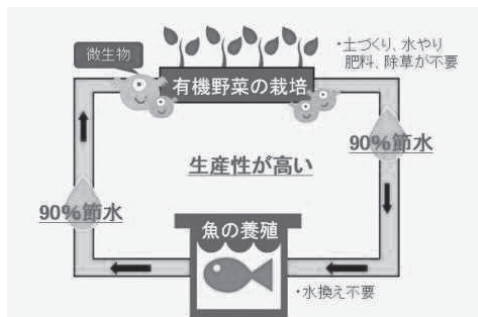 ・土づくり、水やり
肥料、除草が不要
微生物
有機野菜の栽培
90%節水
生産性が高い
90%節水
魚の養殖
・水換え不要